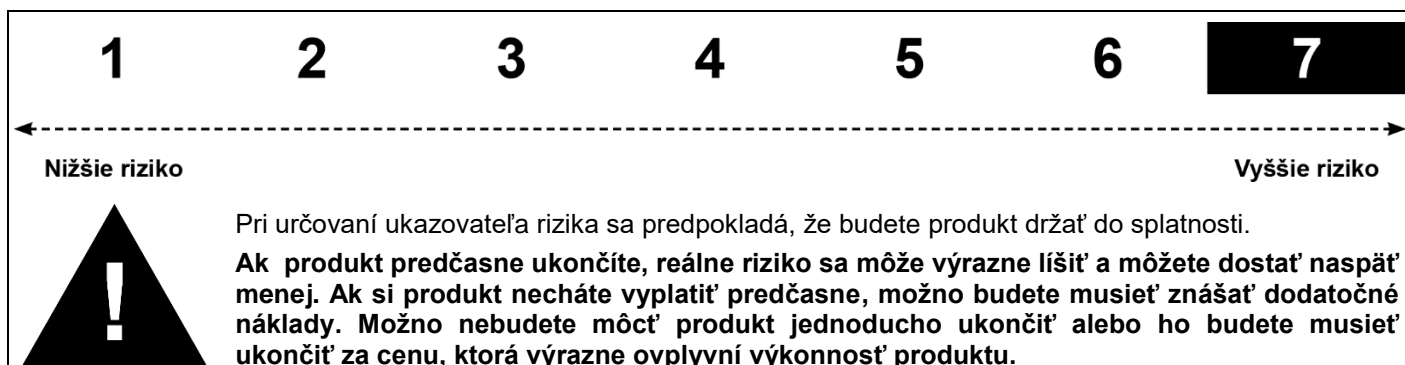 1 2 3 4 5 6 7
Nižšie riziko Vyššie riziko
Pri určovaní ukazovateľa rizika sa predpokladá, že budete produkt držať do splatnosti.
!
Ak produkt predčasne ukončíte, reálne riziko sa môže výrazne líšiť a môžete dostať naspäť
menej. Ak si produkt necháte vyplatiť predčasne, možno budete musieť znášať dodatočné
náklady. Možno nebudete môcť produkt jednoducho ukončiť alebo ho budete musieť
ukončiť za cenu, ktorá výrazne ovplyvní výkonnosť produktu.